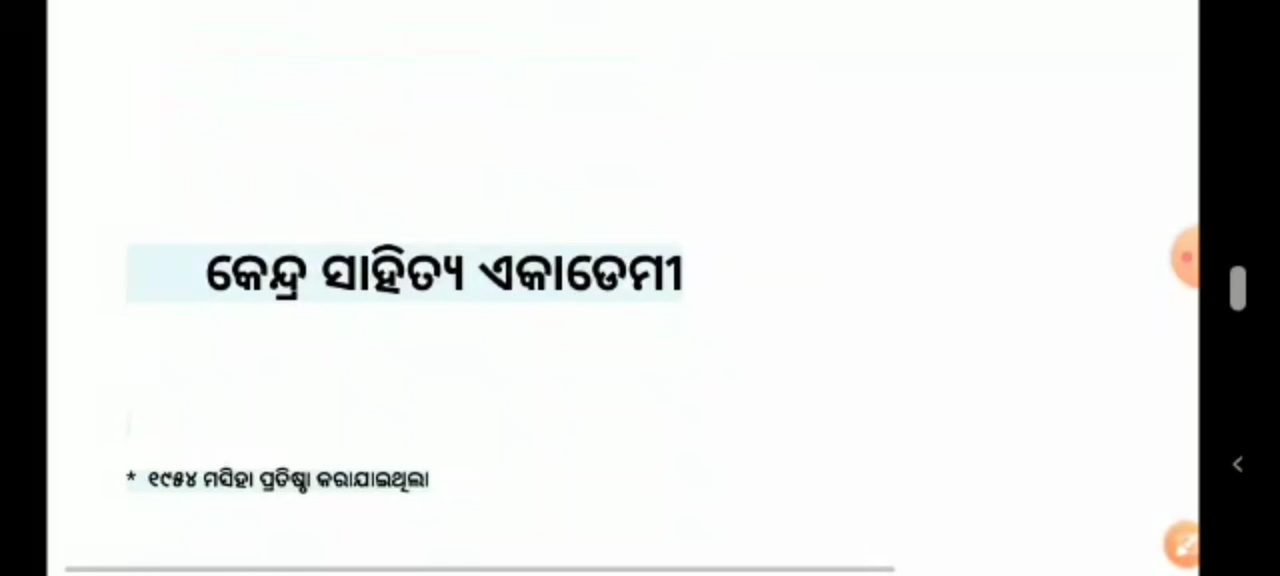 କେନ୍ଦ୍ର ସାହିତ୍ୟ ଏକାଡେମୀ
* ୧୯୫୪ ମସିହା ପ୍ରତିଷ୍ଠା କରାଯାଇଥିଲା